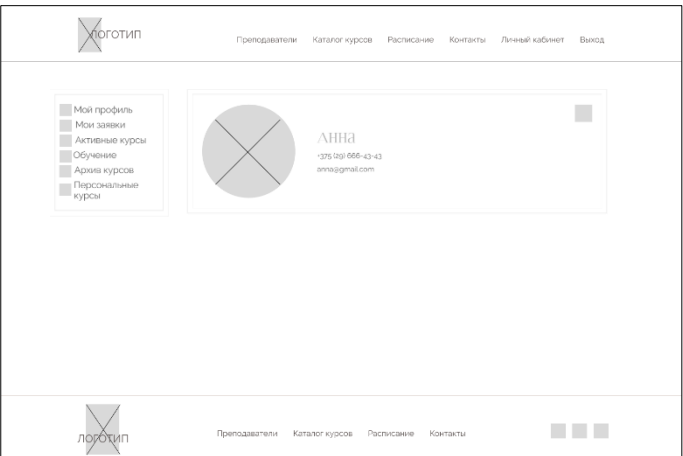 ЛОГОТИП
Преподаватели Каталог курсов Расписание Контакты Личный кабинет Выход
Мой профиль
Мои заявки
Активные курсы
Обучение
Архив курсов
Персональные
курсы
Анна
+375 (29) 666-43-43
anna@gmail.com
ЛОГОТИП
Преподаватели Каталог курсов Расписание Контакты